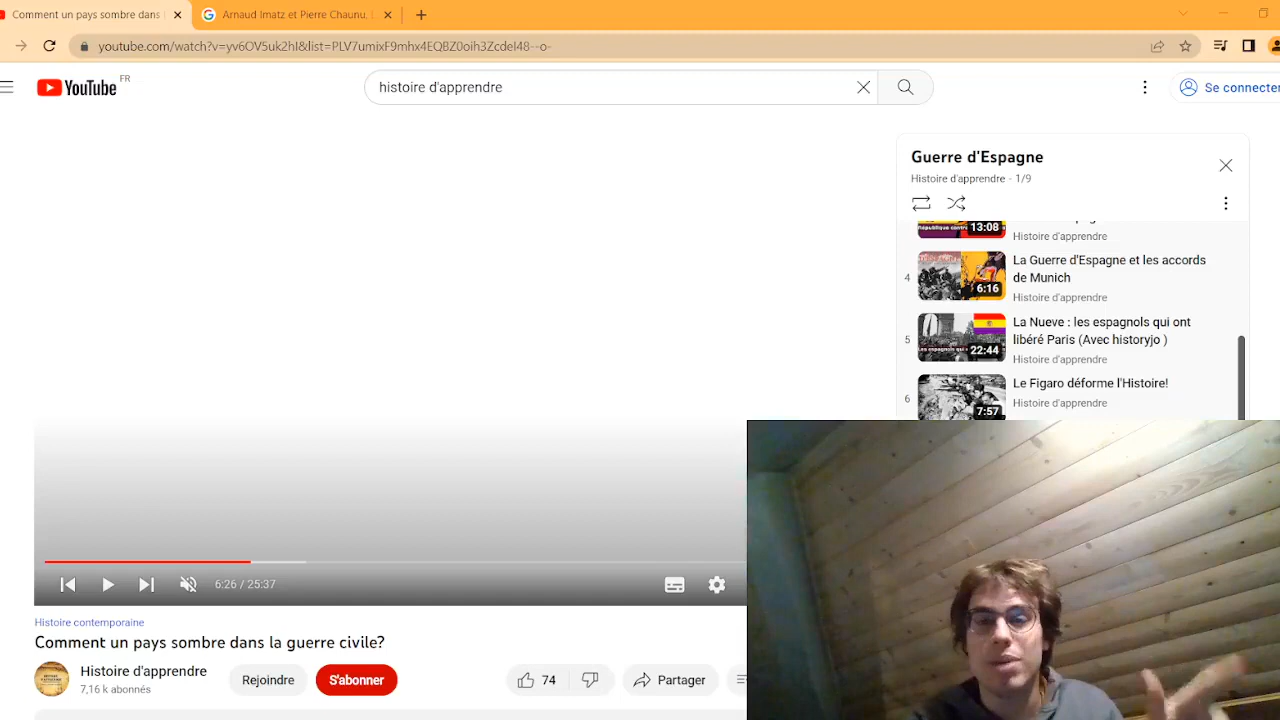 Comment un pays sombre dans
Arnaud Imatz et Pierre Chaunu.
youtube.com/watch?v=yv6OV5uk2hI&list=PLV7umixF9mhx4EQBZ0oih3ZcdeI48--o-
YouTube FR
histoire d'apprendre
Se connecter
Guerre d'Espagne
Histoire d'apprendre - 1/9
13:08
Histoire d'apprendre
4
La Guerre d'Espagne et les accords
de Munich
6:16
Histoire d'apprendre
5
La Nueve : les espagnols qui ont
libéré Paris (Avec historyjo )
22:44
Histoire d'apprendre
6
Le Figaro déforme l'Histoire!
7:57
Histoire d'apprendre
6:26 / 25:37
Histoire contemporaine
Comment un pays sombre dans la guerre civile?
Histoire d'apprendre
7,16 k abonnés
Rejoindre
S'abonner
74
Partager